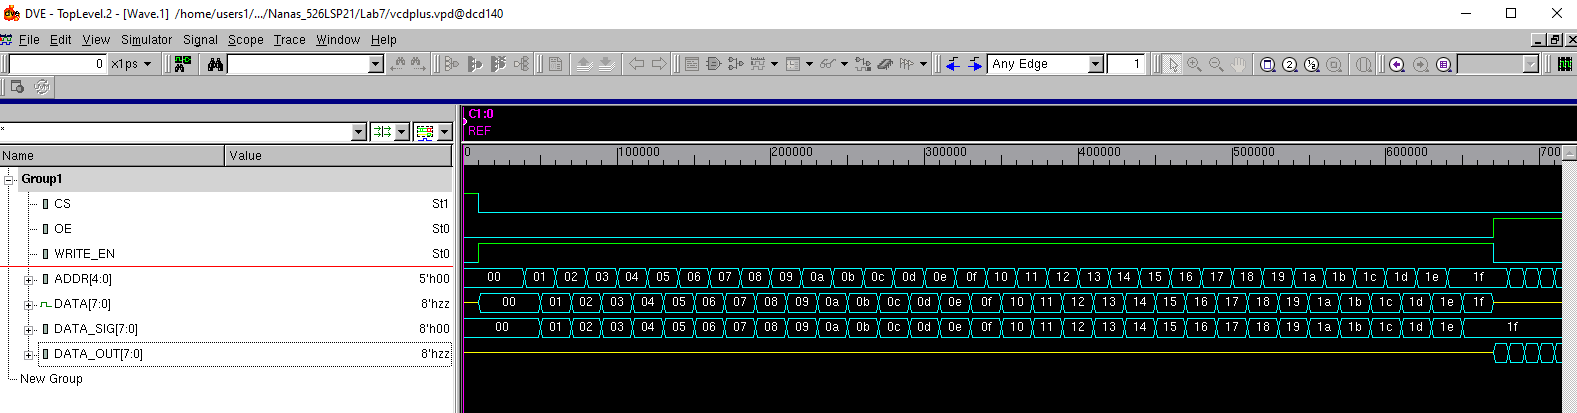 DVE - TopLevel.2 - [Wave.1] /home/users1/.../Nanas_526LSP21/Lab7/vcdplus.vpd@dcd140
File Edit View Simulator Signal Scope Trace Window Help
0 x1ps Any Edge 1
C1:0
REF
*
Name Value
0 100000 200000 300000 400000 500000 600000 700
Group1
CS St1
OE St0
WRITE_EN St0
ADDR[4:0] 5'h00 00 01 02 03 04 05 06 07 08 09 0a 0b 0c 0d 0e 0f 10 11 12 13 14 15 16 17 18 19 1a 1b 1c 1d 1e 1f
DATA[7:0] 8'hzz 00 01 02 03 04 05 06 07 08 09 0a 0b 0c 0d 0e 0f 10 11 12 13 14 15 16 17 18 19 1a 1b 1c 1d 1e 1f
DATA_SIG[7:0] 8'h00 00 01 02 03 04 05 06 07 08 09 0a 0b 0c 0d 0e 0f 10 11 12 13 14 15 16 17 18 19 1a 1b 1c 1d 1e 1f
DATA_OUT[7:0] 8'hzz
New Group